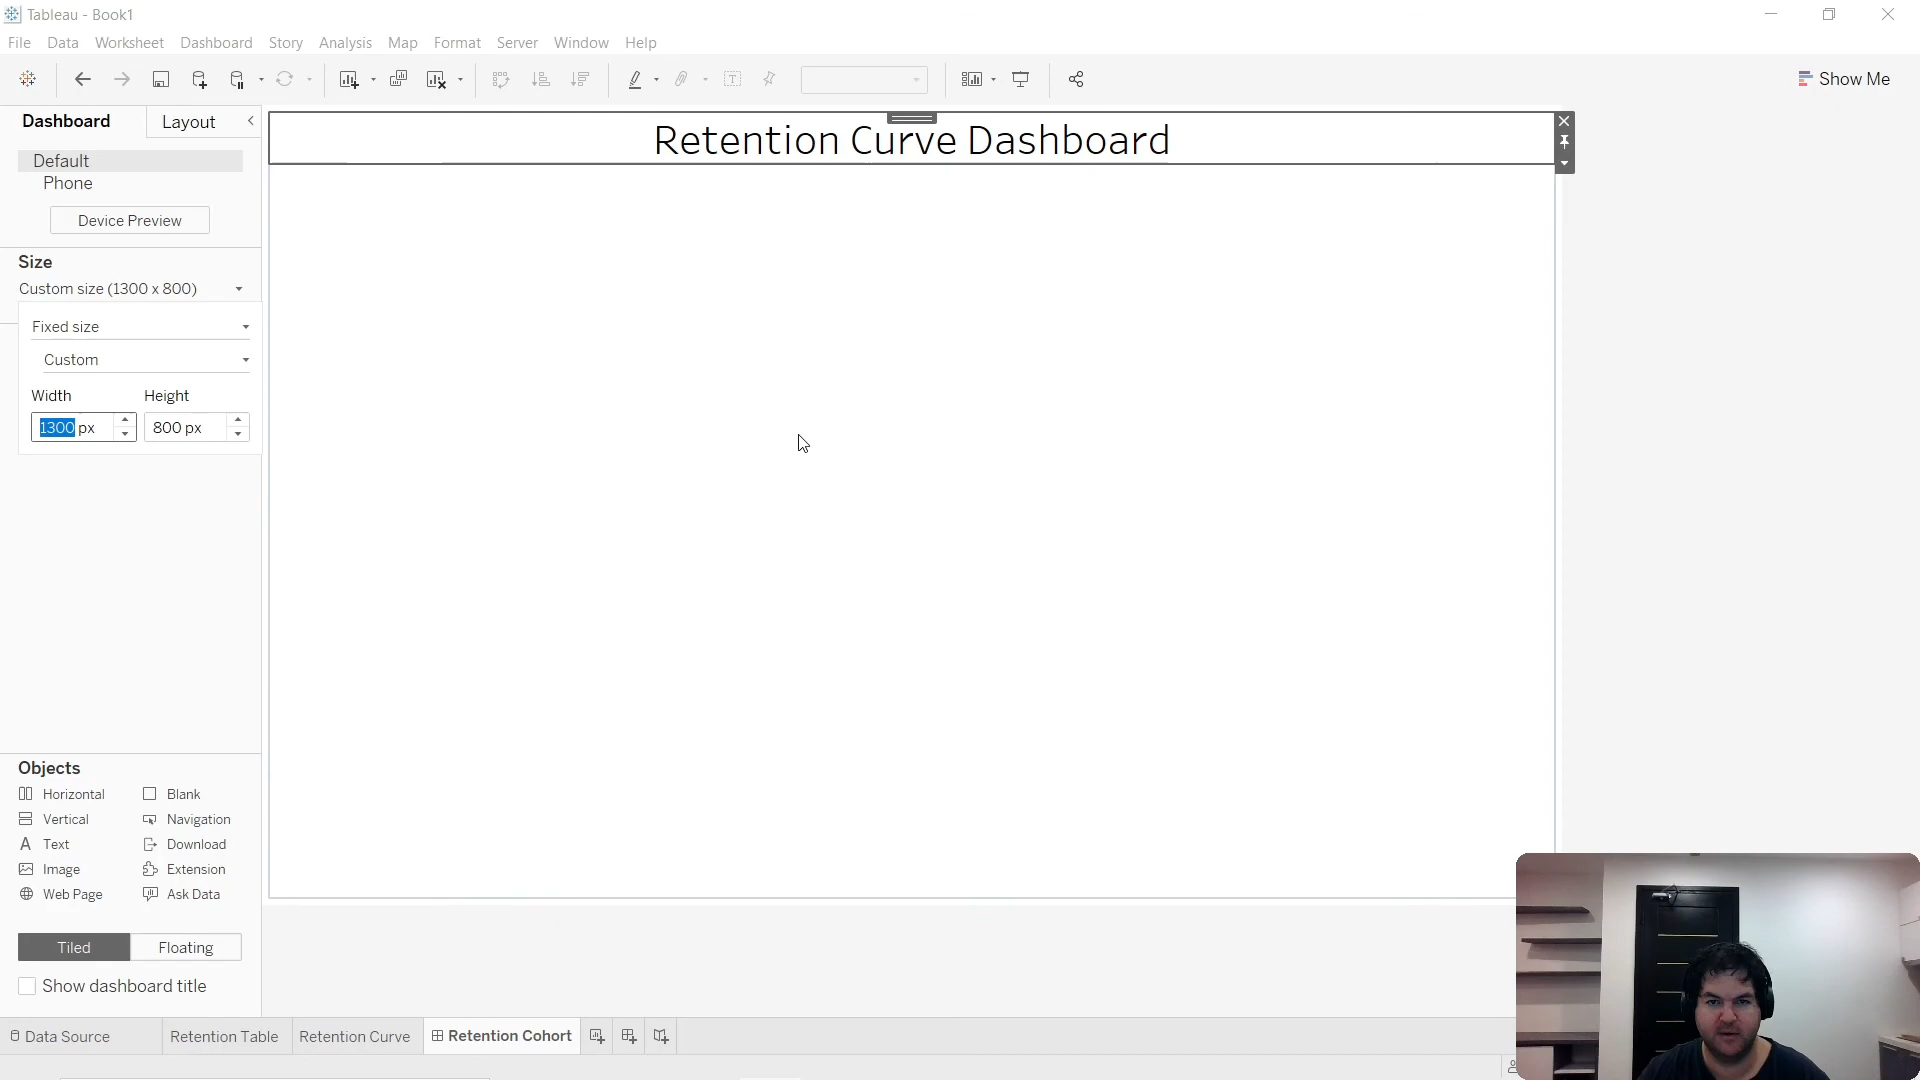 Tableau - Book1
File Data Worksheet Dashboard Story Analysis Map Format Server Window Help
Show Me
Dashboard Layout
Default
Phone
Device Preview
Size
Custom size (1300 x 800)
Fixed size
Custom
Width Height
1300 px 800 px
Retention Curve Dashboard
Objects
Horizontal Blank
Vertical Navigation
Text Download
Image Extension
Web Page Ask Data
Tiled Floating
Show dashboard title
Data Source Retention Table Retention Curve Retention Cohort